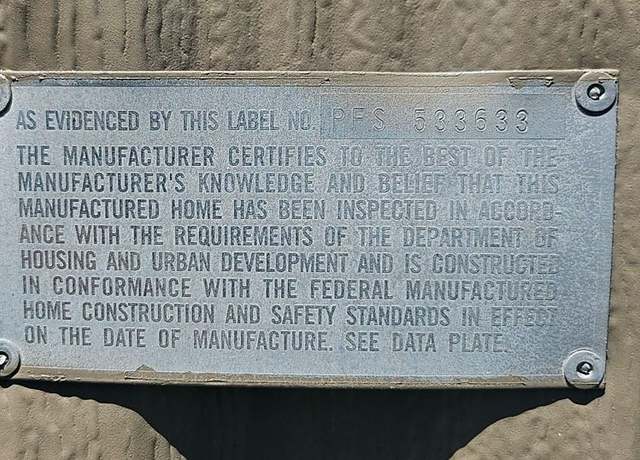 AS EVIDENCED BY THIS LABEL NO. PFS 533633
THE MANUFACTURER CERTIFIES TO THE BEST OF THE
MANUFACTURER'S KNOWLEDGE AND BELIEF THAT THIS
MANUFACTURED HOME HAS BEEN INSPECTED IN ACCORD-
ANCE WITH THE REQUIREMENTS OF THE DEPARTMENT OF
HOUSING AND URBAN DEVELOPMENT AND IS CONSTRUCTED
IN CONFORMANCE WITH THE FEDERAL MANUFACTURED
HOME CONSTRUCTION AND SAFETY STANDARDS IN EFFECT
ON THE DATE OF MANUFACTURE. SEE DATA PLATE.